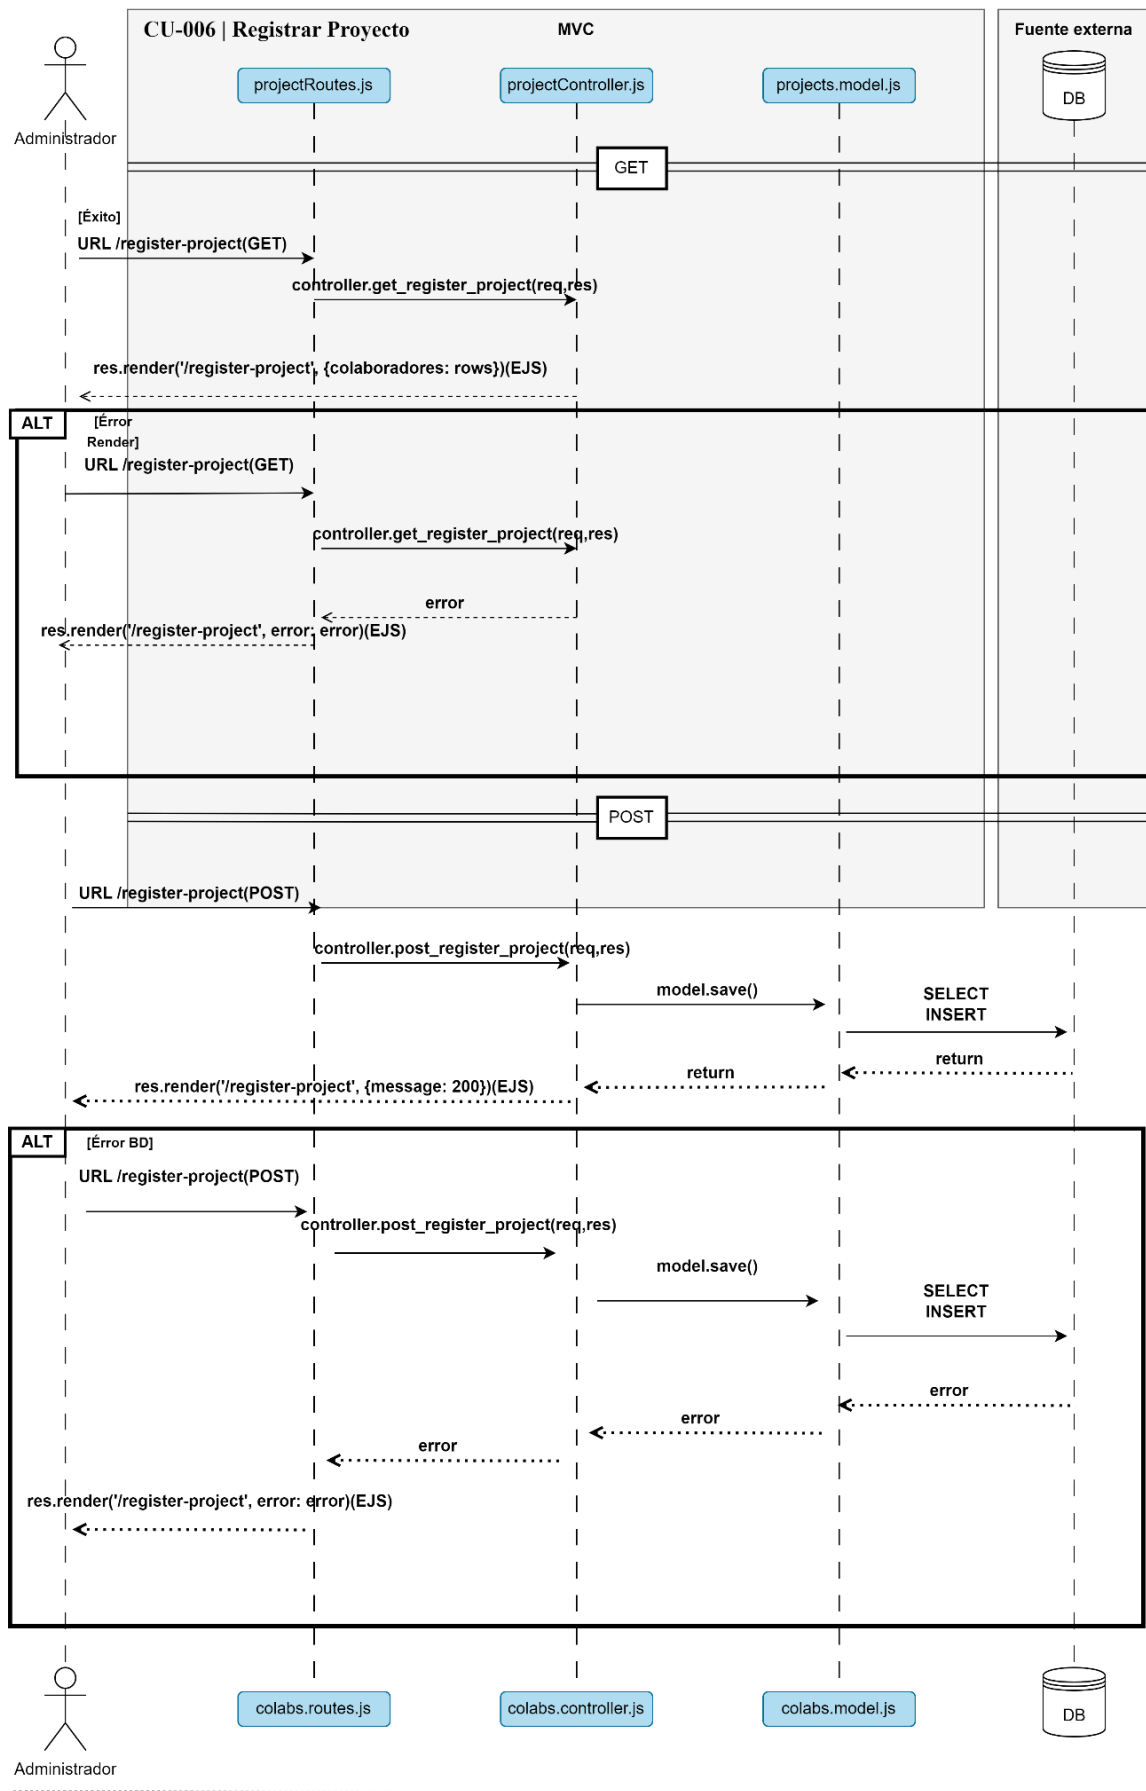 CU-006 | Registrar Proyecto
MVC
Fuente externa
projectRoutes.js
projectController.js
projects.model.js
DB
Administrador
GET
[Éxito]
URL /register-project(GET)
controller.get_register_project(req,res)
res.render('/register-project', {colaboradores: rows})(EJS)
ALT
[Érror
Render]
URL /register-project(GET)
controller.get_register_project(req,res)
error
res.render('/register-project', error: error)(EJS)
POST
URL /register-project(POST)
controller.post_register_project(req,res)
model.save()
SELECT
INSERT
return
return
res.render('/register-project', {message: 200})(EJS)
ALT
[Érror BD]
URL /register-project(POST)
controller.post_register_project(req,res)
model.save()
SELECT
INSERT
error
error
error
res.render('/register-project', error: error)(EJS)
colabs.routes.js
colabs.controller.js
colabs.model.js
DB
Administrador